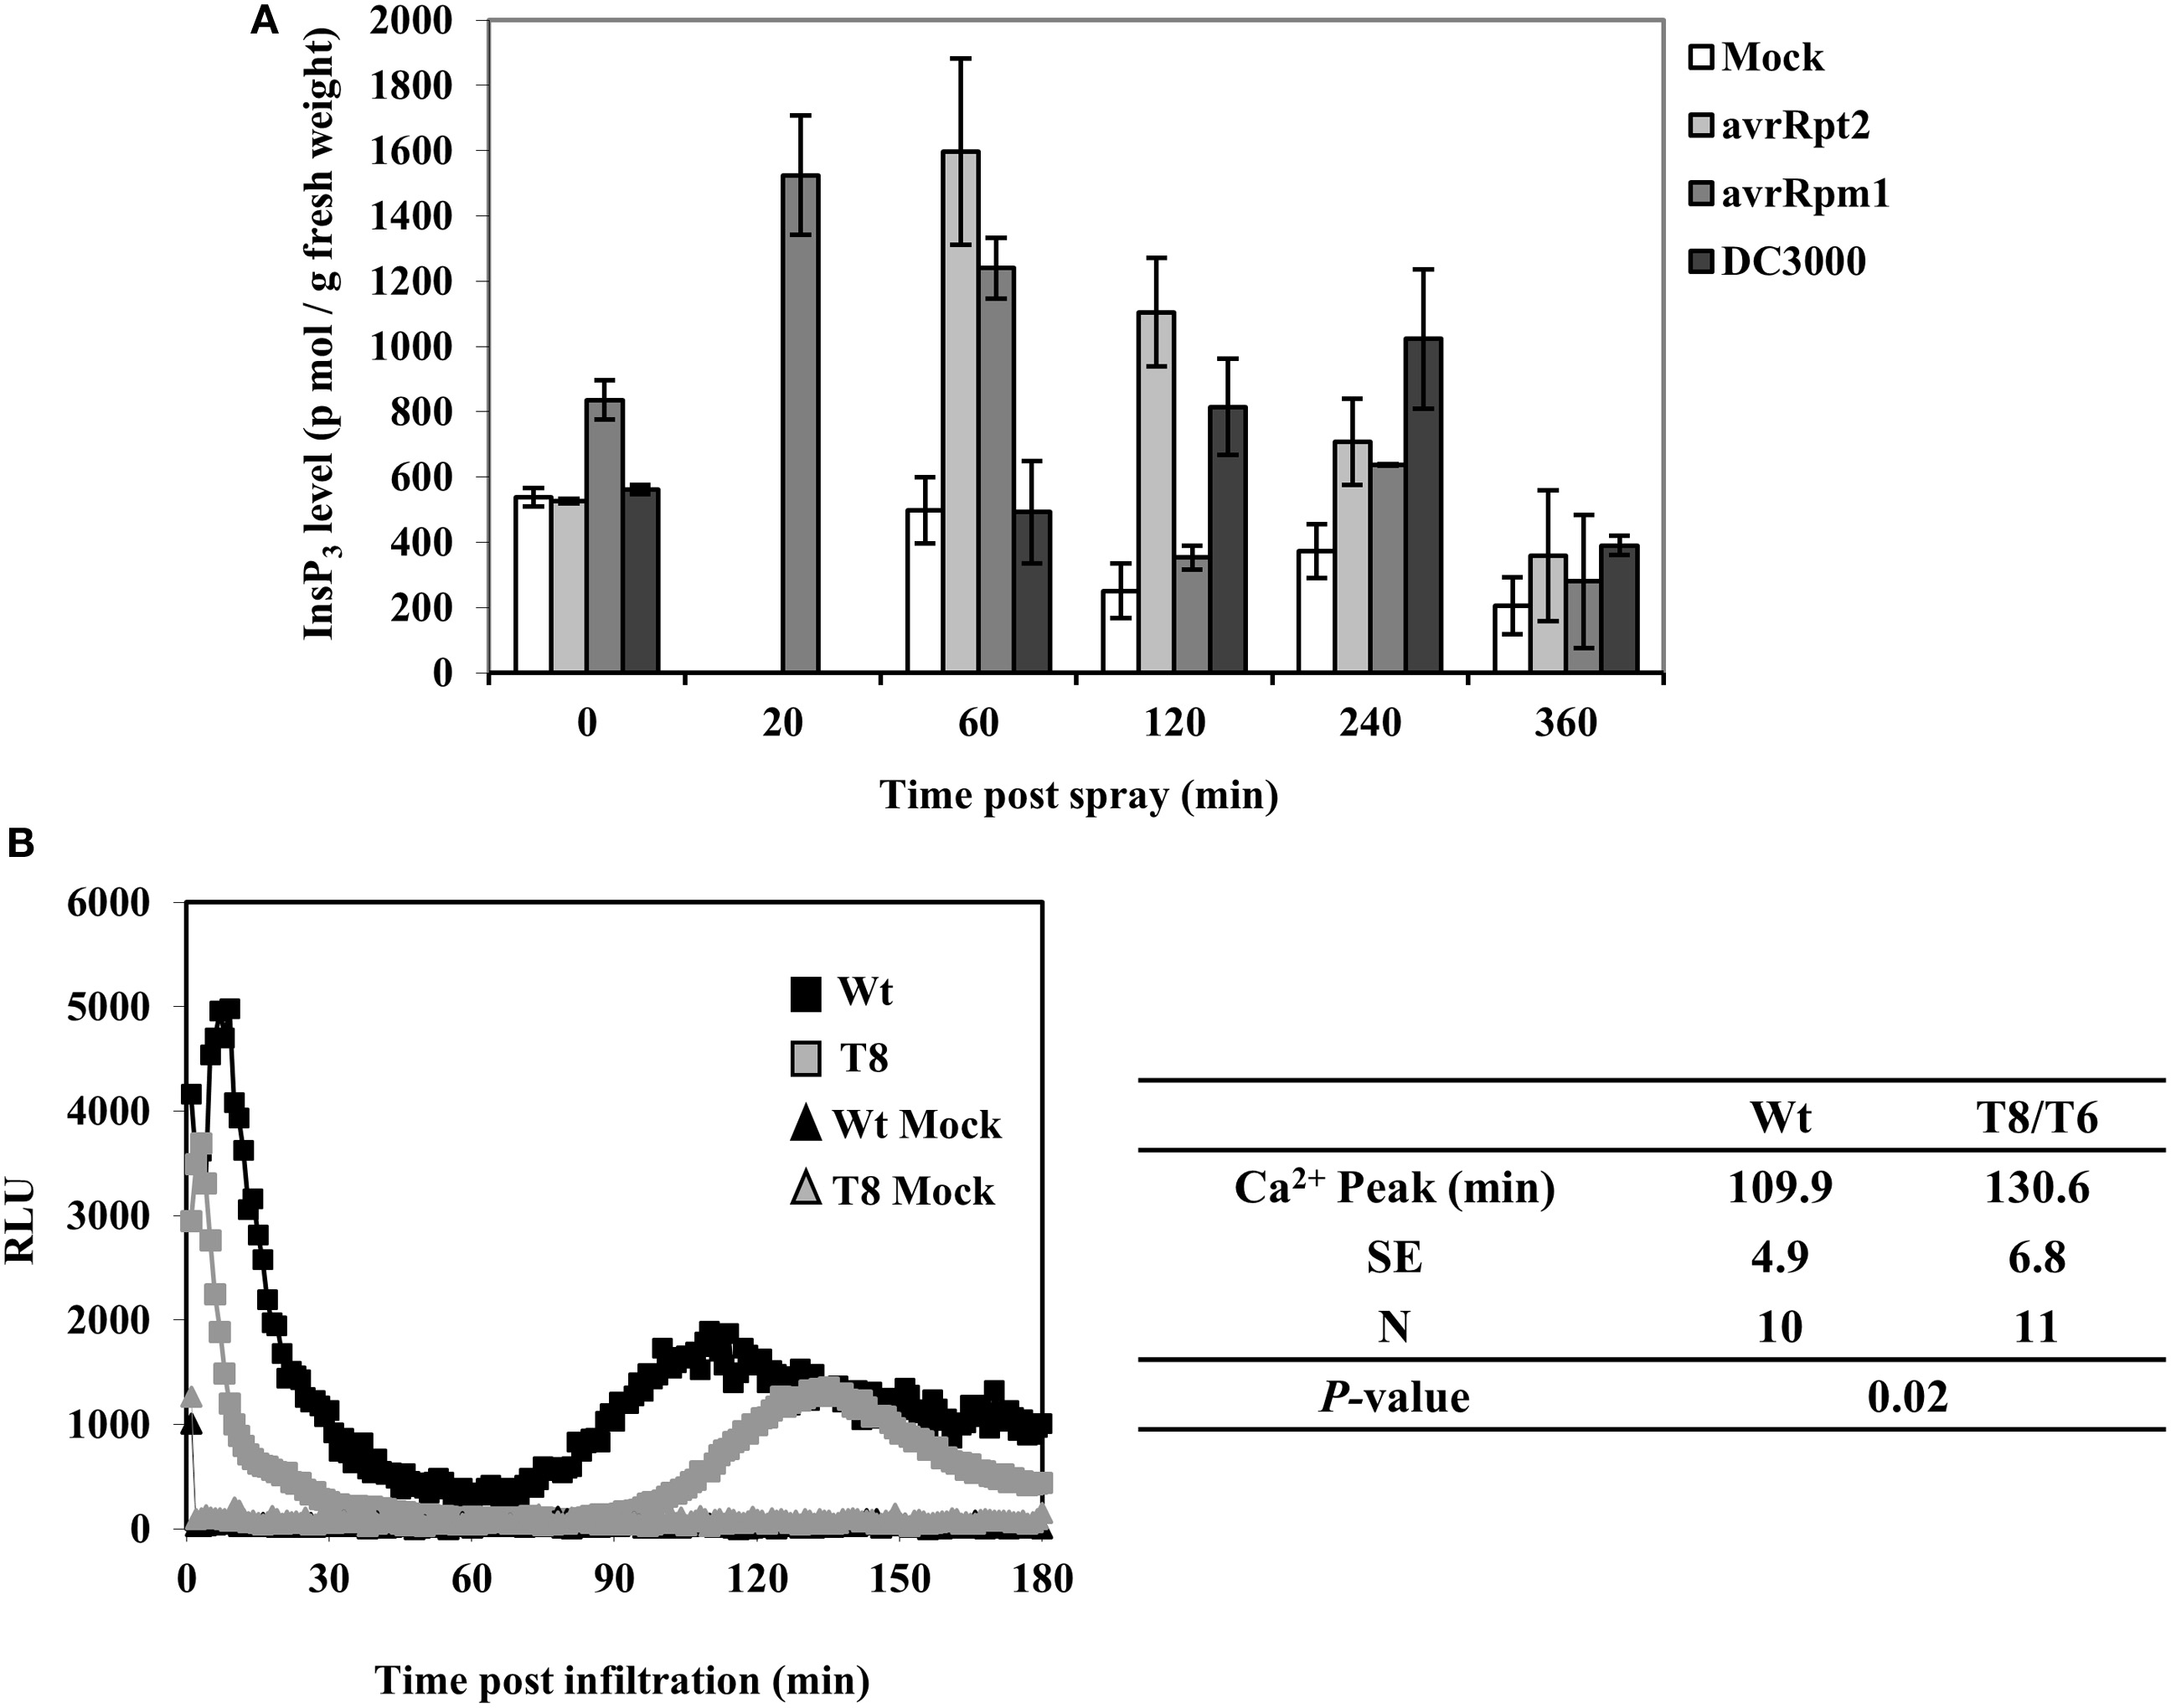 A
InsP3 level (p mol / g fresh weight)
2000
1800
1600
1400
1200
1000
800
600
400
200
0
Mock
avrRpt2
avrRpm1
DC3000
0 20 60 120 240 360
Time post spray (min)
B
RLU
6000
5000
4000
3000
2000
1000
0
Wt
T8
Wt Mock
T8 Mock
0 30 60 90 120 150 180
Time post infiltration (min)
Wt T8/T6
Ca2+ Peak (min) 109.9 130.6
SE 4.9 6.8
N 10 11
P-value 0.02